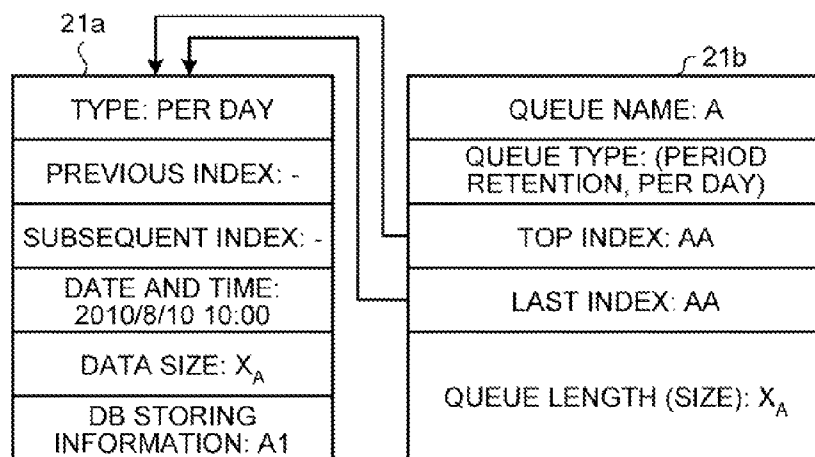 21a
TYPE: PER DAY
PREVIOUS INDEX: -
SUBSEQUENT INDEX: -
DATE AND TIME:
2010/8/10 10:00
DATA SIZE: XA
DB STORING
INFORMATION: A1
21b
QUEUE NAME: A
QUEUE TYPE: (PERIOD
RETENTION, PER DAY)
TOP INDEX: AA
LAST INDEX: AA
QUEUE LENGTH (SIZE): XA